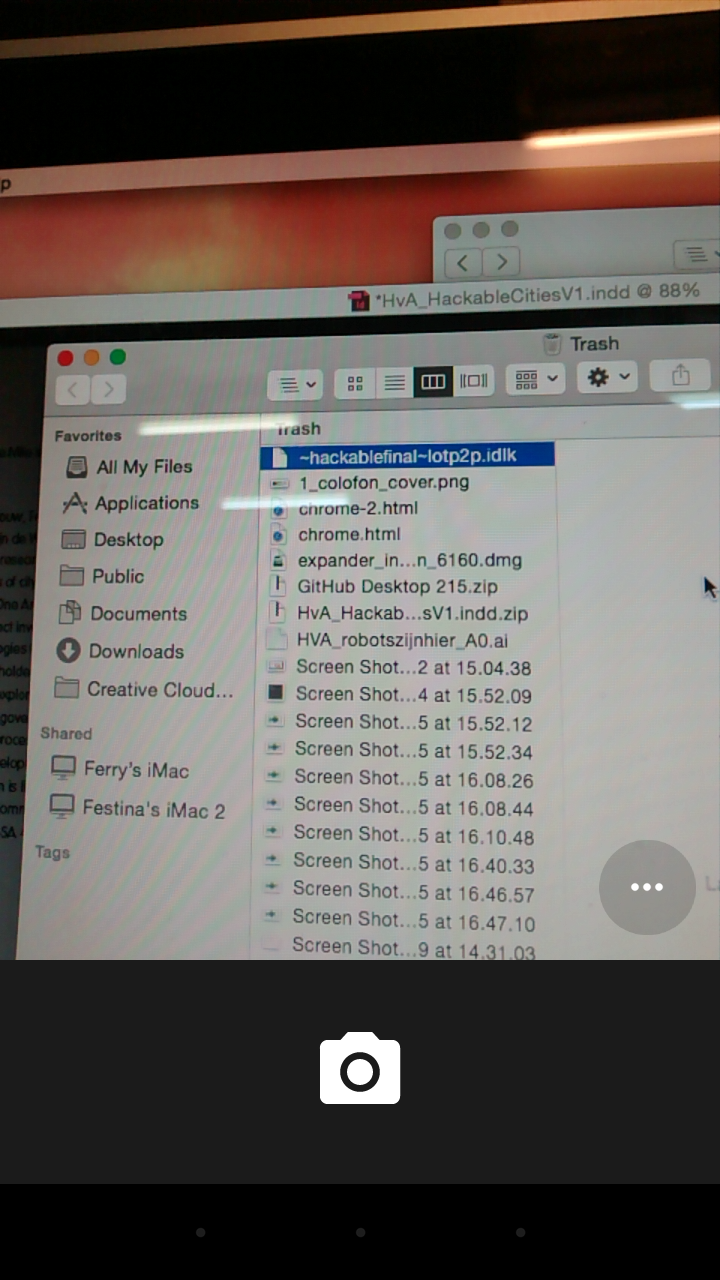 p
*HvA_HackableCitiesV1.indd @ 88%
Trash
Favorites
All My Files
Applications
Desktop
Public
Documents
Downloads
Creative Cloud...
Shared
Ferry's iMac
Festina's iMac 2
Tags
Trash
~hackablefinal~lotp2p.idlk
1_colofon_cover.png
chrome-2.html
chrome.html
expander_in...n_6160.dmg
GitHub Desktop 215.zip
HvA_Hackab...sV1.indd.zip
HVA_robotszijnhier_A0.ai
Screen Shot...2 at 15.04.38
Screen Shot...4 at 15.52.09
Screen Shot...5 at 15.52.12
Screen Shot...5 at 15.52.34
Screen Shot...5 at 16.08.26
Screen Shot...5 at 16.08.44
Screen Shot...5 at 16.10.48
Screen Shot...5 at 16.40.33
Screen Shot...5 at 16.46.57
Screen Shot...5 at 16.47.10
Screen Shot...9 at 14.31.03